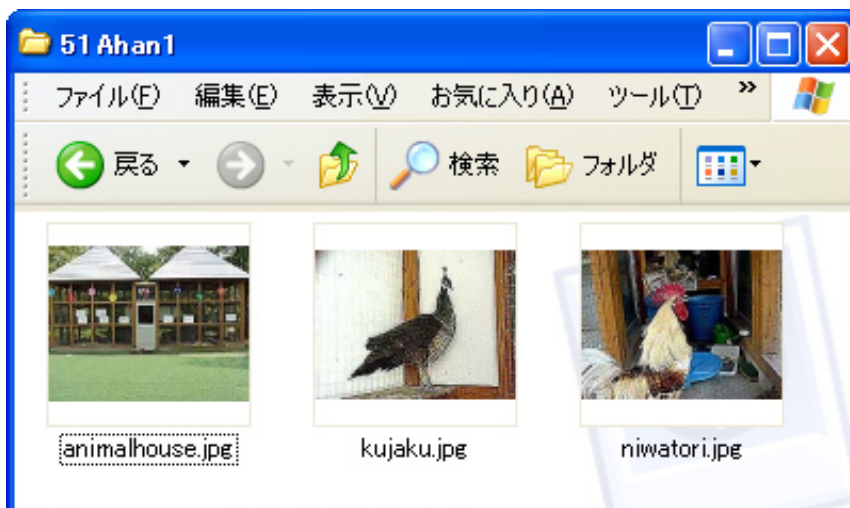 51 Ahan1
ファイル(F) 編集(E) 表示(V) お気に入り(A) ツール(T) »
戻る 検索 フォルダ
animalhouse.jpg kujaku.jpg niwatori.jpg